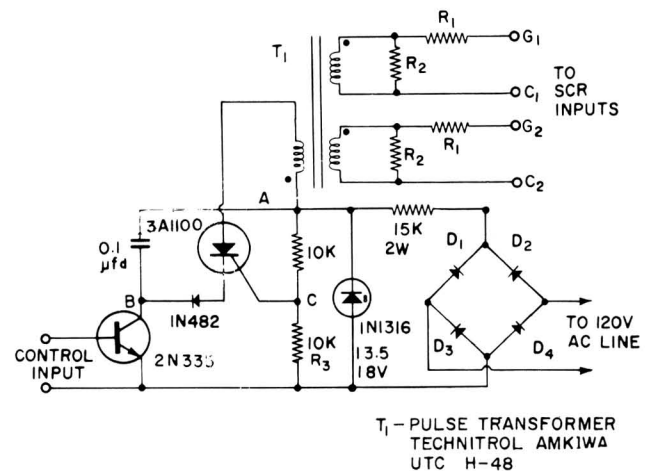 T1
R1
G1
R2
C1
TO
SCR
INPUTS
G2
R2
R1
C2
A
3A1100
0.1
µfd
10K
15K
2W
D1
D2
B
1N482
C
1N1316
13.5
18V
10K
R3
D3
D4
TO 120V
AC LINE
CONTROL
INPUT
T1 – PULSE TRANSFORMER
TECHNITROL AMKIWA
UTC H-48